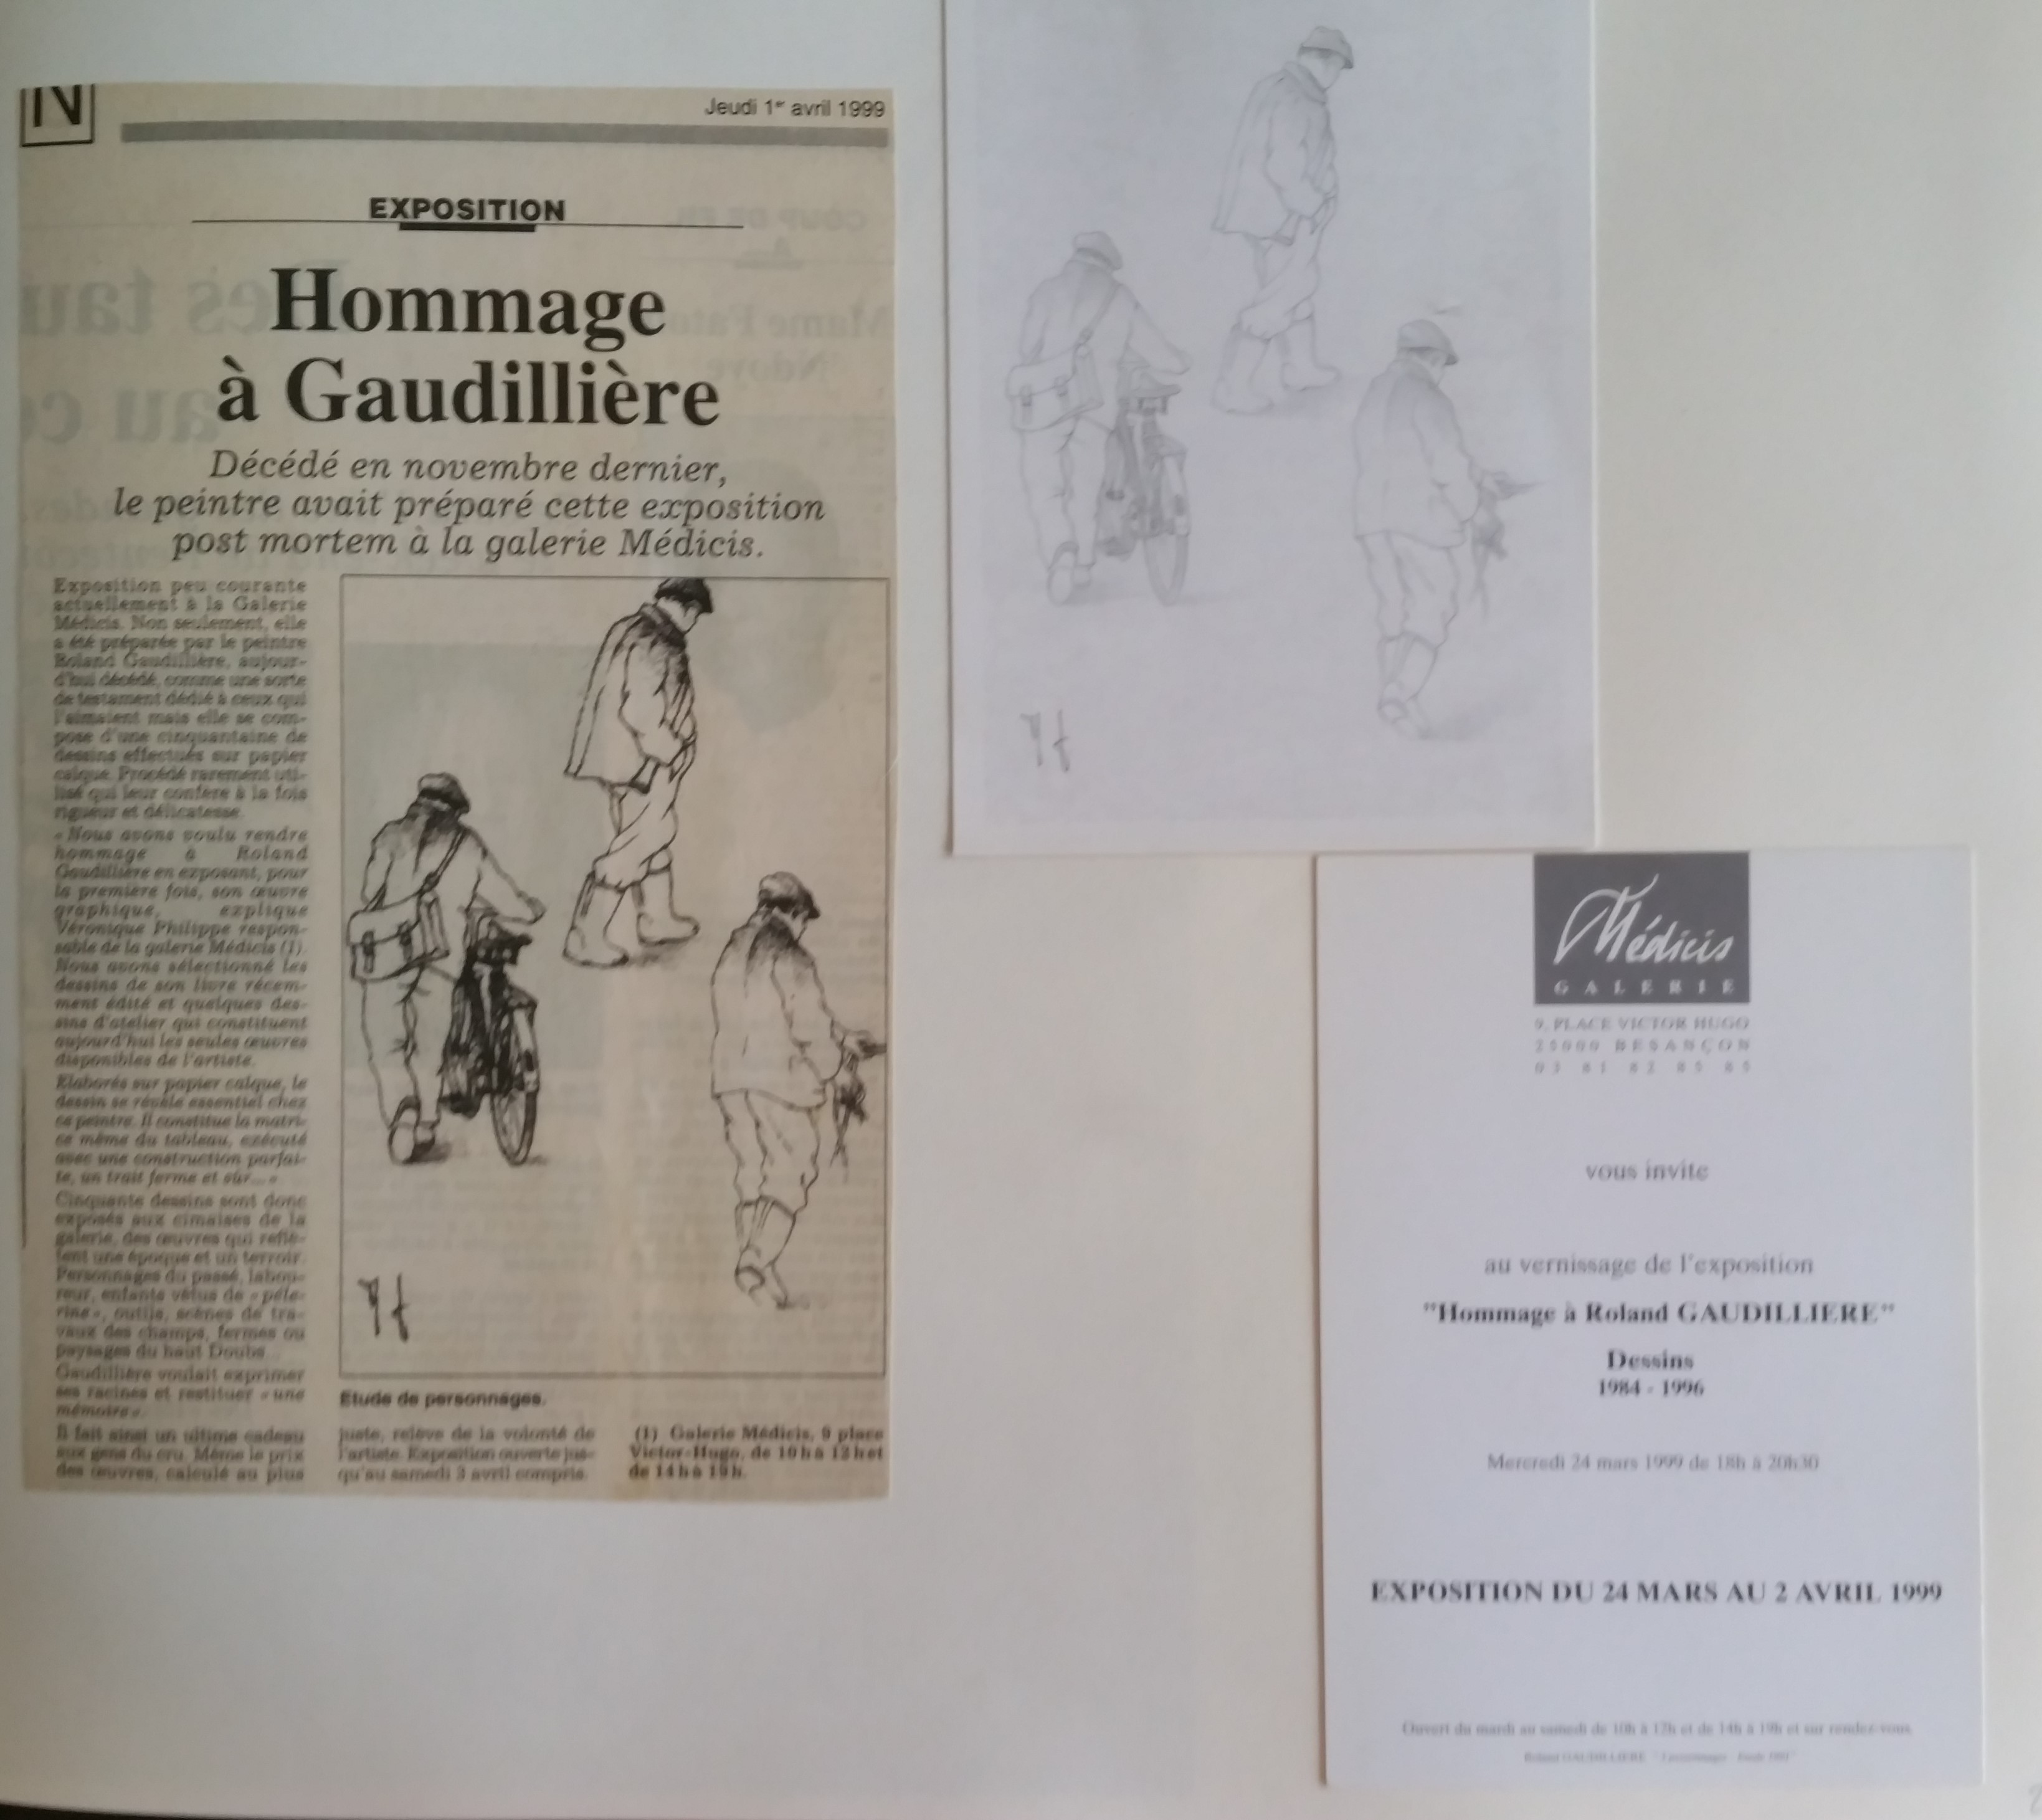 N
Jeudi 1er avril 1999
EXPOSITION
Hommage
à Gaudillière
Décédé en novembre dernier,
le peintre avait préparé cette exposition
post mortem à la galerie Médicis.
Exposition peu courante
actuellement à la Galerie
Médicis. Non seulement, elle
a été préparée par le peintre
Roland Gaudillière, aujour-
d'hui décédé, comme une sorte
de testament dédié à ceux qui
l'aimaient mais elle se com-
pose d'une cinquantaine de
dessins effectués sur papier
calque. Procédé rarement uti-
lisé qui leur confère à la fois
rigueur et délicatesse.
« Nous avons voulu rendre
hommage à Roland
Gaudillière en exposant, pour
la première fois, son œuvre
graphique, explique
Véronique Philippe respon-
sable de la galerie Médicis (1).
Nous avons sélectionné les
dessins de son livre récem-
ment édité et quelques des-
sins d'atelier qui constituent
aujourd'hui les seules œuvres
disponibles de l'artiste.
Elaborés sur papier calque, le
dessin se révèle essentiel chez
ce peintre. Il constitue la matri-
ce même du tableau, exécuté
avec une construction parfai-
te, un trait ferme et sûr... »
Cinquante dessins sont donc
exposés aux cimaises de la
galerie, des œuvres qui reflè-
tent une époque et un terroir.
Personnages du passé, labou-
reur, enfants vêtus de « pèle-
rine », outils, scènes de tra-
vaux des champs, fermes ou
paysages du haut Doubs...
Gaudillière voulait exprimer
ses racines et restituer « une
mémoire ».
Il fait ainsi un ultime cadeau
aux gens du cru. Même le prix
des œuvres, calculé au plus
Etude de personnages.
juste, relève de la volonté de
l'artiste. Exposition ouverte jus-
qu'au samedi 3 avril compris.
(1) Galerie Médicis, 9 place
Victor-Hugo, de 10 h à 12 h et
de 14 h à 19 h.
Médicis
GALERIE
9, PLACE VICTOR HUGO
25000 BESANÇON
vous invite
au vernissage de l'exposition
"Hommage à Roland GAUDILLIERE"
Dessins
1984 - 1996
Mercredi 24 mars 1999 de 18h à 20h30
EXPOSITION DU 24 MARS AU 2 AVRIL 1999
Ouvert du mardi au samedi de 10h à 12h et de 14h à 19h et sur rendez-vous
Roland GAUDILLIERE